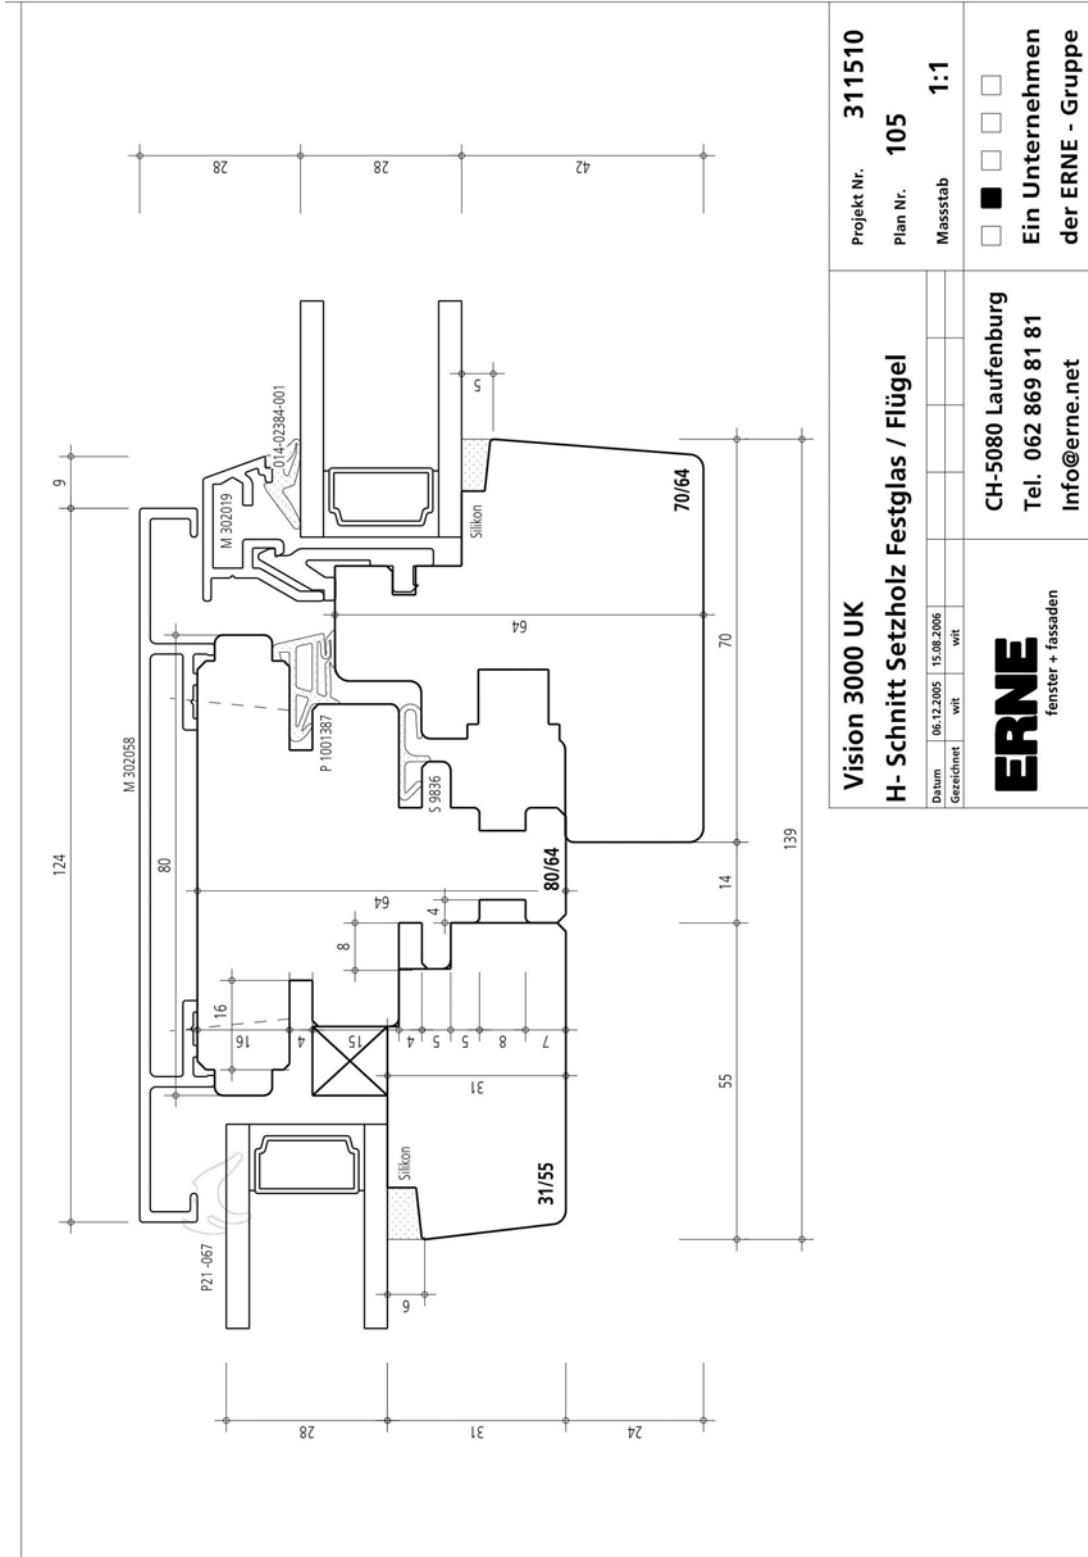 28
28
42
9
124
014-02384-001
M 302019
5
Silikon
70/64
M 302058
80
64
P 1001387
S 9836
80/64
64
4
8
16
16
4
15
4
5
5
8
7
31
Silikon
31/55
P21 -067
6
70
14
55
139
28
31
24
Vision 3000 UK
H- Schnitt Setzholz Festglas / Flügel
Datum 06.12.2005 15.08.2006
Gezeichnet wit wit
Projekt Nr. 311510
Plan Nr. 105
Massstab 1:1
ERNE
fenster + fassaden
CH-5080 Laufenburg
Tel. 062 869 81 81
Info@erne.net
Ein Unternehmen
der ERNE - Gruppe